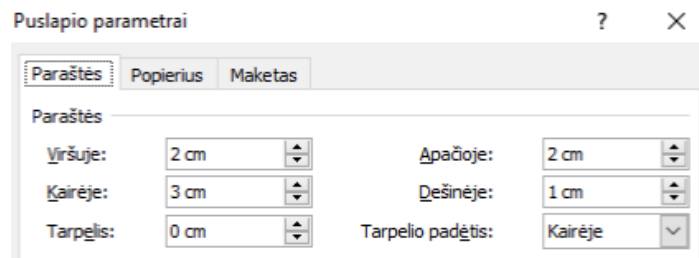 Puslapio parametrai ? ×
Paraštės Popierius Maketas
Paraštės
Viršuje: 2 cm Apačioje: 2 cm
Kairėje: 3 cm Dešinėje: 1 cm
Tarpelis: 0 cm Tarpelio padėtis: Kairėje